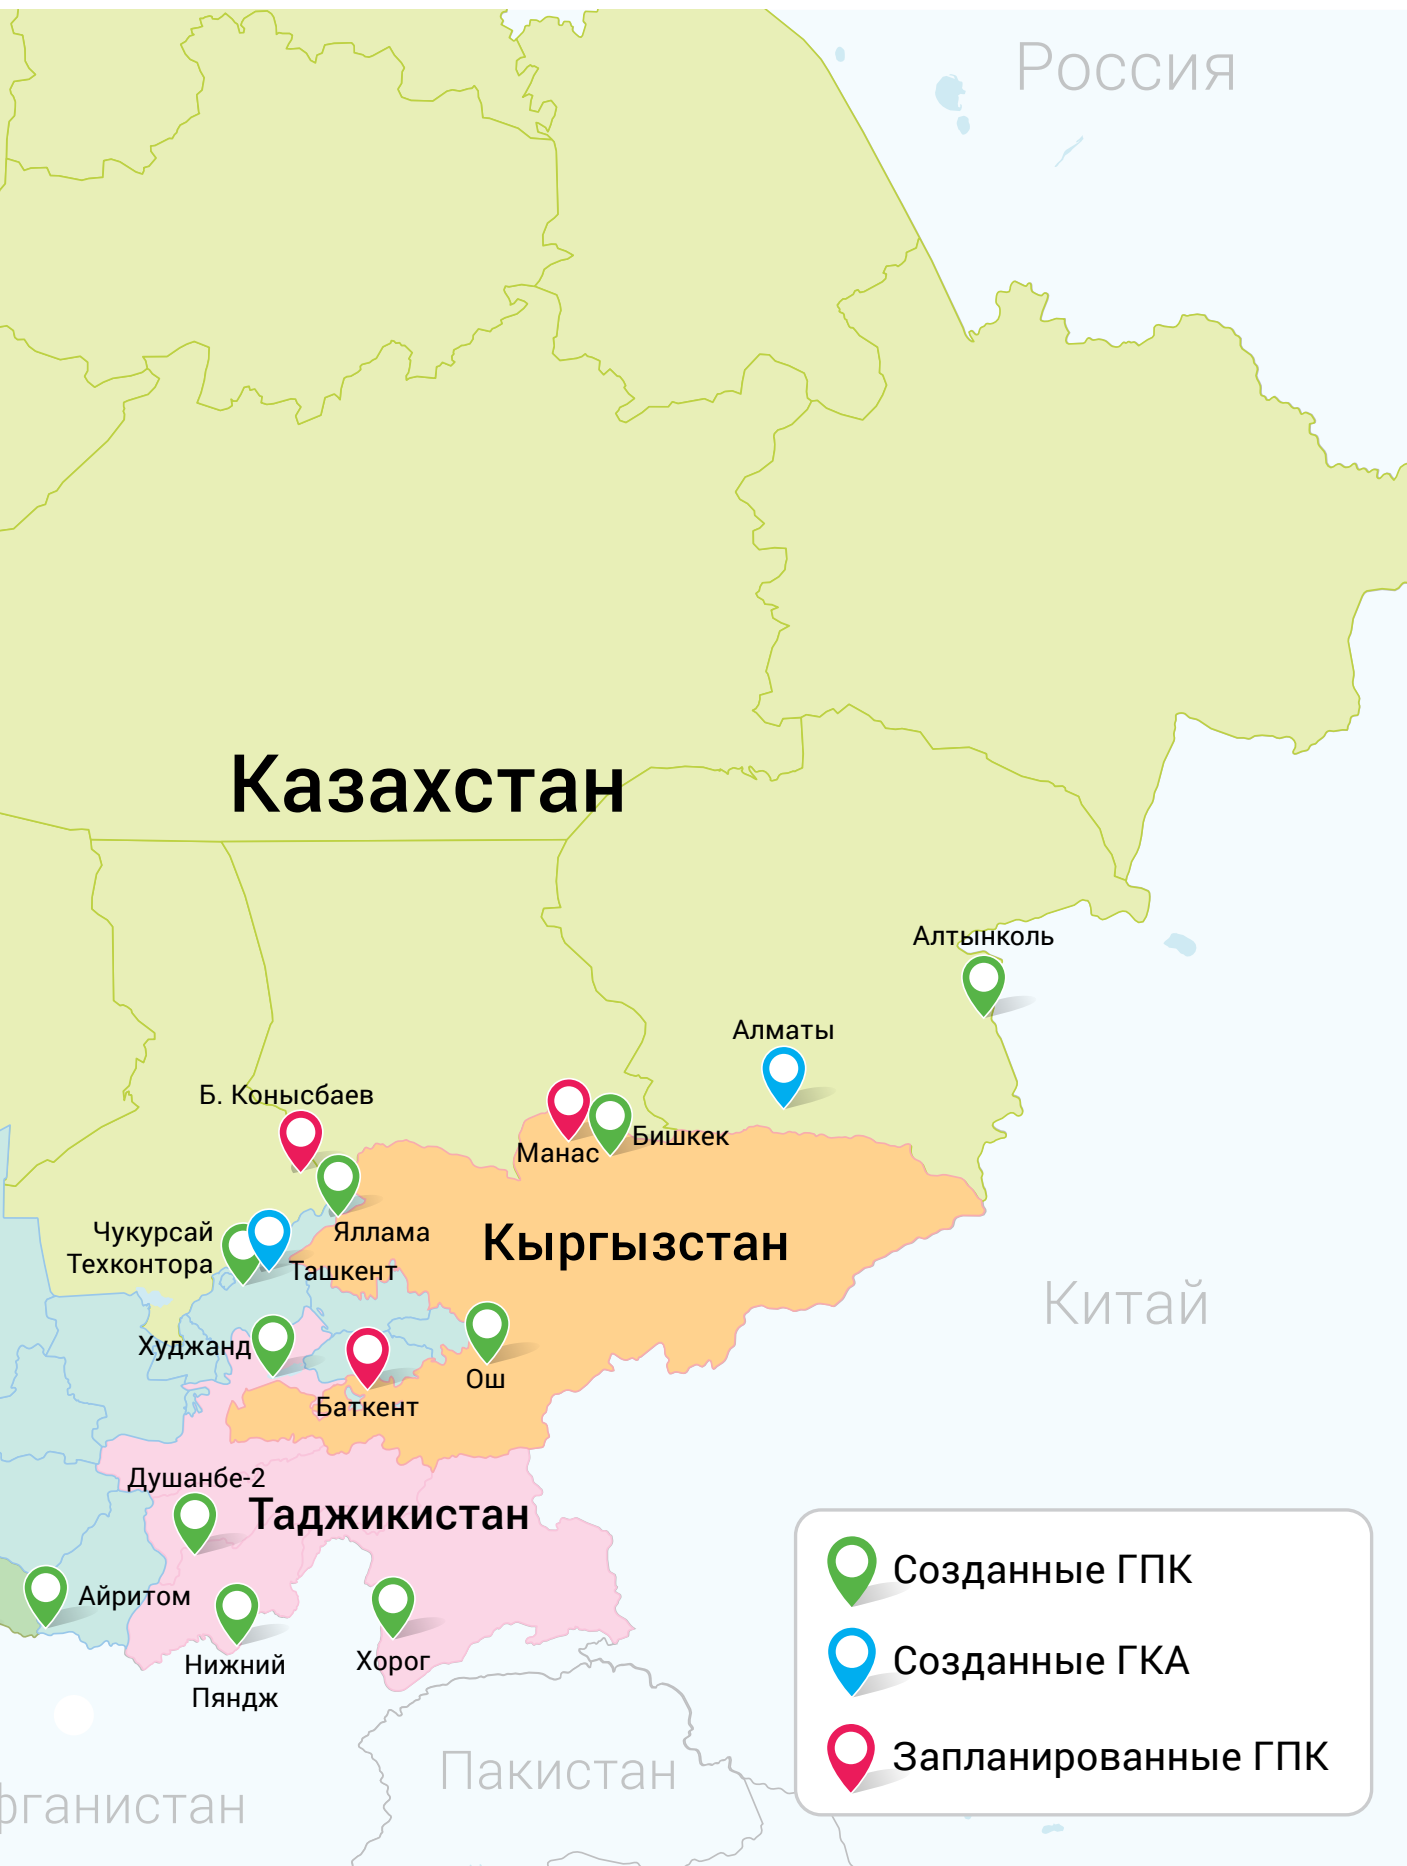 Россия
Казахстан
Алтынколь
Алматы
Б. Конысбаев
Бишкек
Манас
Чукурсай
Техконтора
Яллама
Ташкент
Кыргызстан
Китай
Худжанд
Ош
Баткент
Душанбе-2
Таджикистан
Айритом
Нижний
Пяндж
Хорог
Пакистан
фганистан
Созданные ГПК
Созданные ГКА
Запланированные ГПК